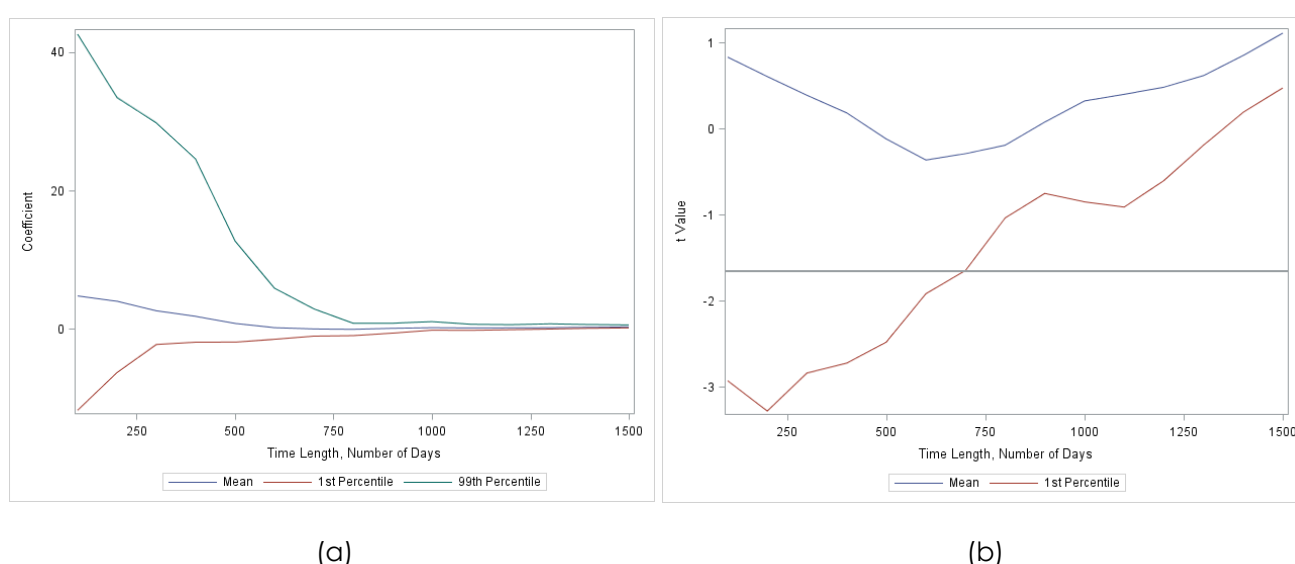 40
20
0
Coefficient
250 500 750 1000 1250 1500
Time Length, Number of Days
Mean 1st Percentile 99th Percentile
(a)
1
0
-1
-2
-3
t Value
250 500 750 1000 1250 1500
Time Length, Number of Days
Mean 1st Percentile
(b)